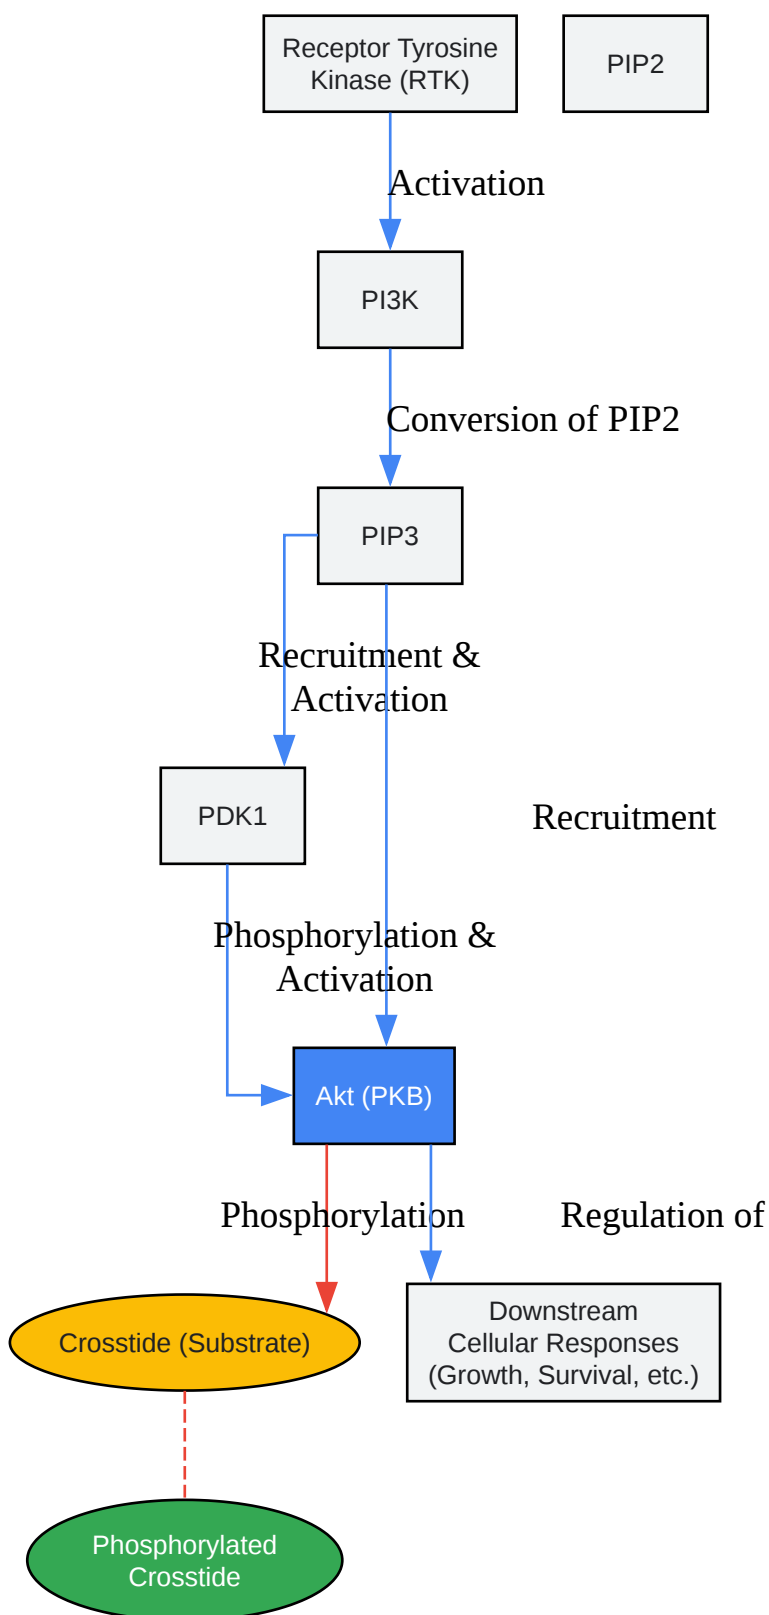 Receptor Tyrosine
Kinase (RTK)
PIP2
Activation
PI3K
Conversion of PIP2
PIP3
Recruitment &
Activation
PDK1
Recruitment
Phosphorylation &
Activation
Akt (PKB)
Phosphorylation
Regulation of
Crosstide (Substrate)
Downstream
Cellular Responses
(Growth, Survival, etc.)
Phosphorylated
Crosstide